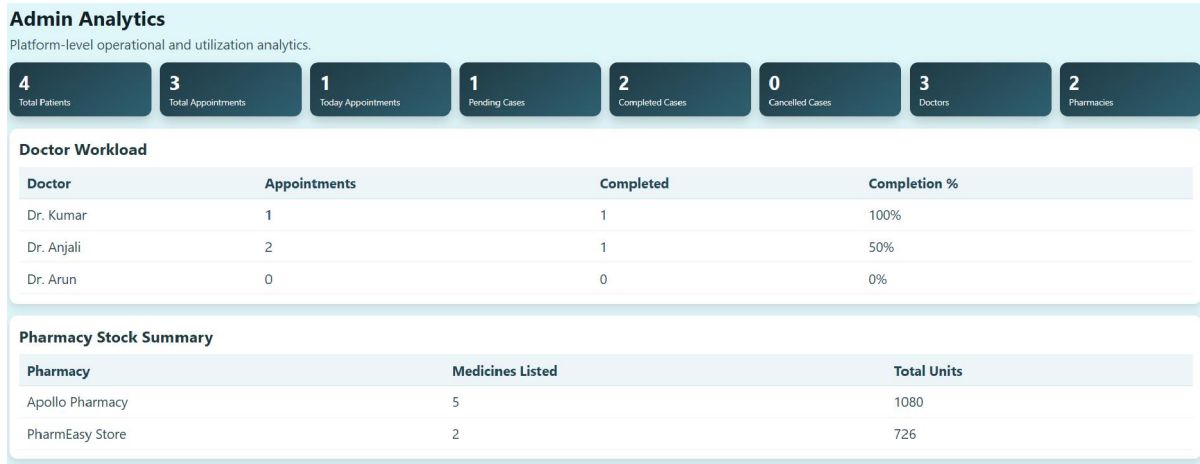 Admin Analytics
Platform-level operational and utilization analytics.
4 3 1 1 2 0 3 2
Total Patients Total Appointments Today Appointments Pending Cases Completed Cases Cancelled Cases Doctors Pharmacies
Doctor Workload
Doctor Appointments Completed Completion %
Dr. Kumar 1 1 100%
Dr. Anjali 2 1 50%
Dr. Arun 0 0 0%
Pharmacy Stock Summary
Pharmacy Medicines Listed Total Units
Apollo Pharmacy 5 1080
PharmEasy Store 2 726